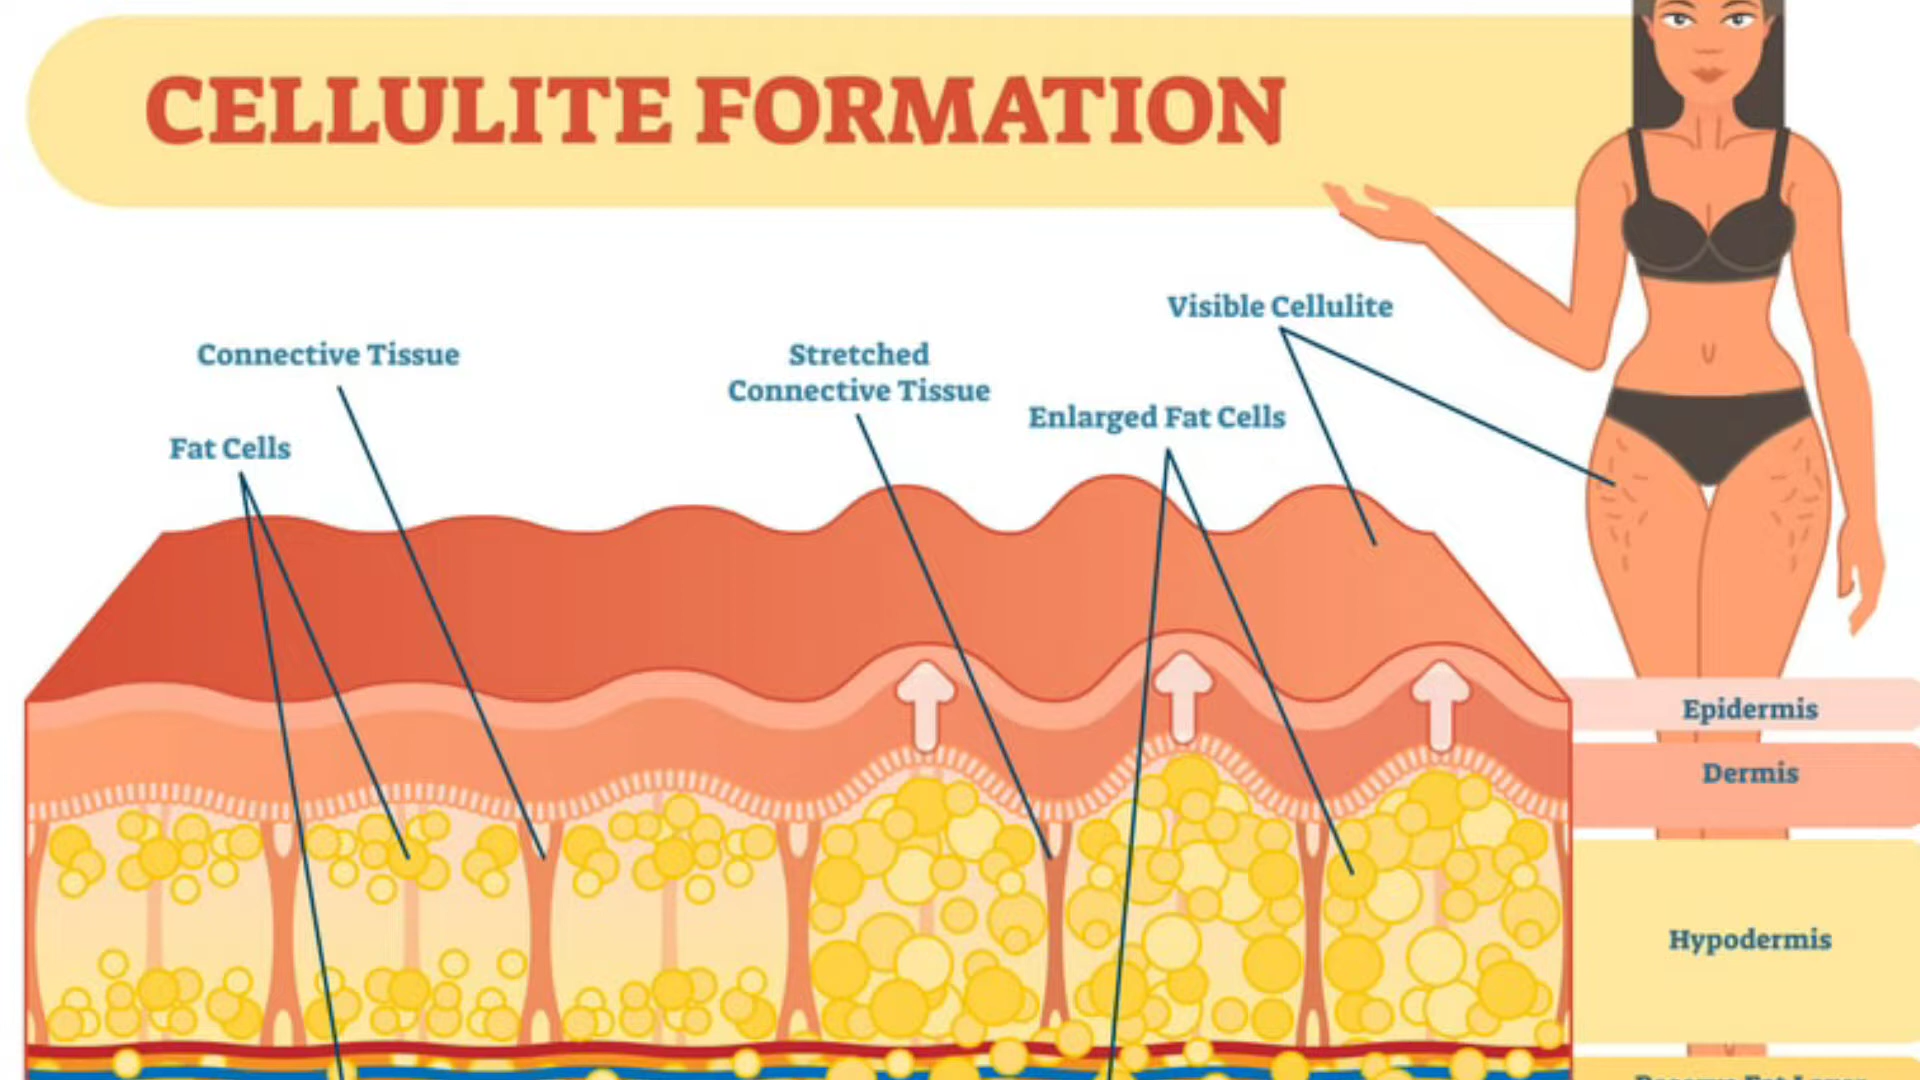 CELLULITE FORMATION
Visible Cellulite
Connective Tissue
Stretched
Connective Tissue
Enlarged Fat Cells
Fat Cells
Epidermis
Dermis
Hypodermis